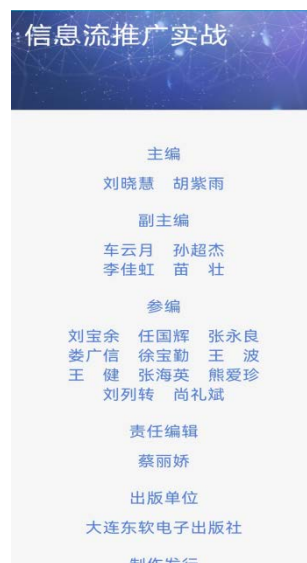 信息流推广实战
主编
刘晓慧 胡紫雨
副主编
车云月 孙超杰
李佳虹 苗 壮
参编
刘宝余 任国辉 张永良
娄广信 徐宝勤 王 波
王 健 张海英 熊爱珍
刘列转 尚礼斌
责任编辑
蔡丽娇
出版单位
大连东软电子出版社
制作发行